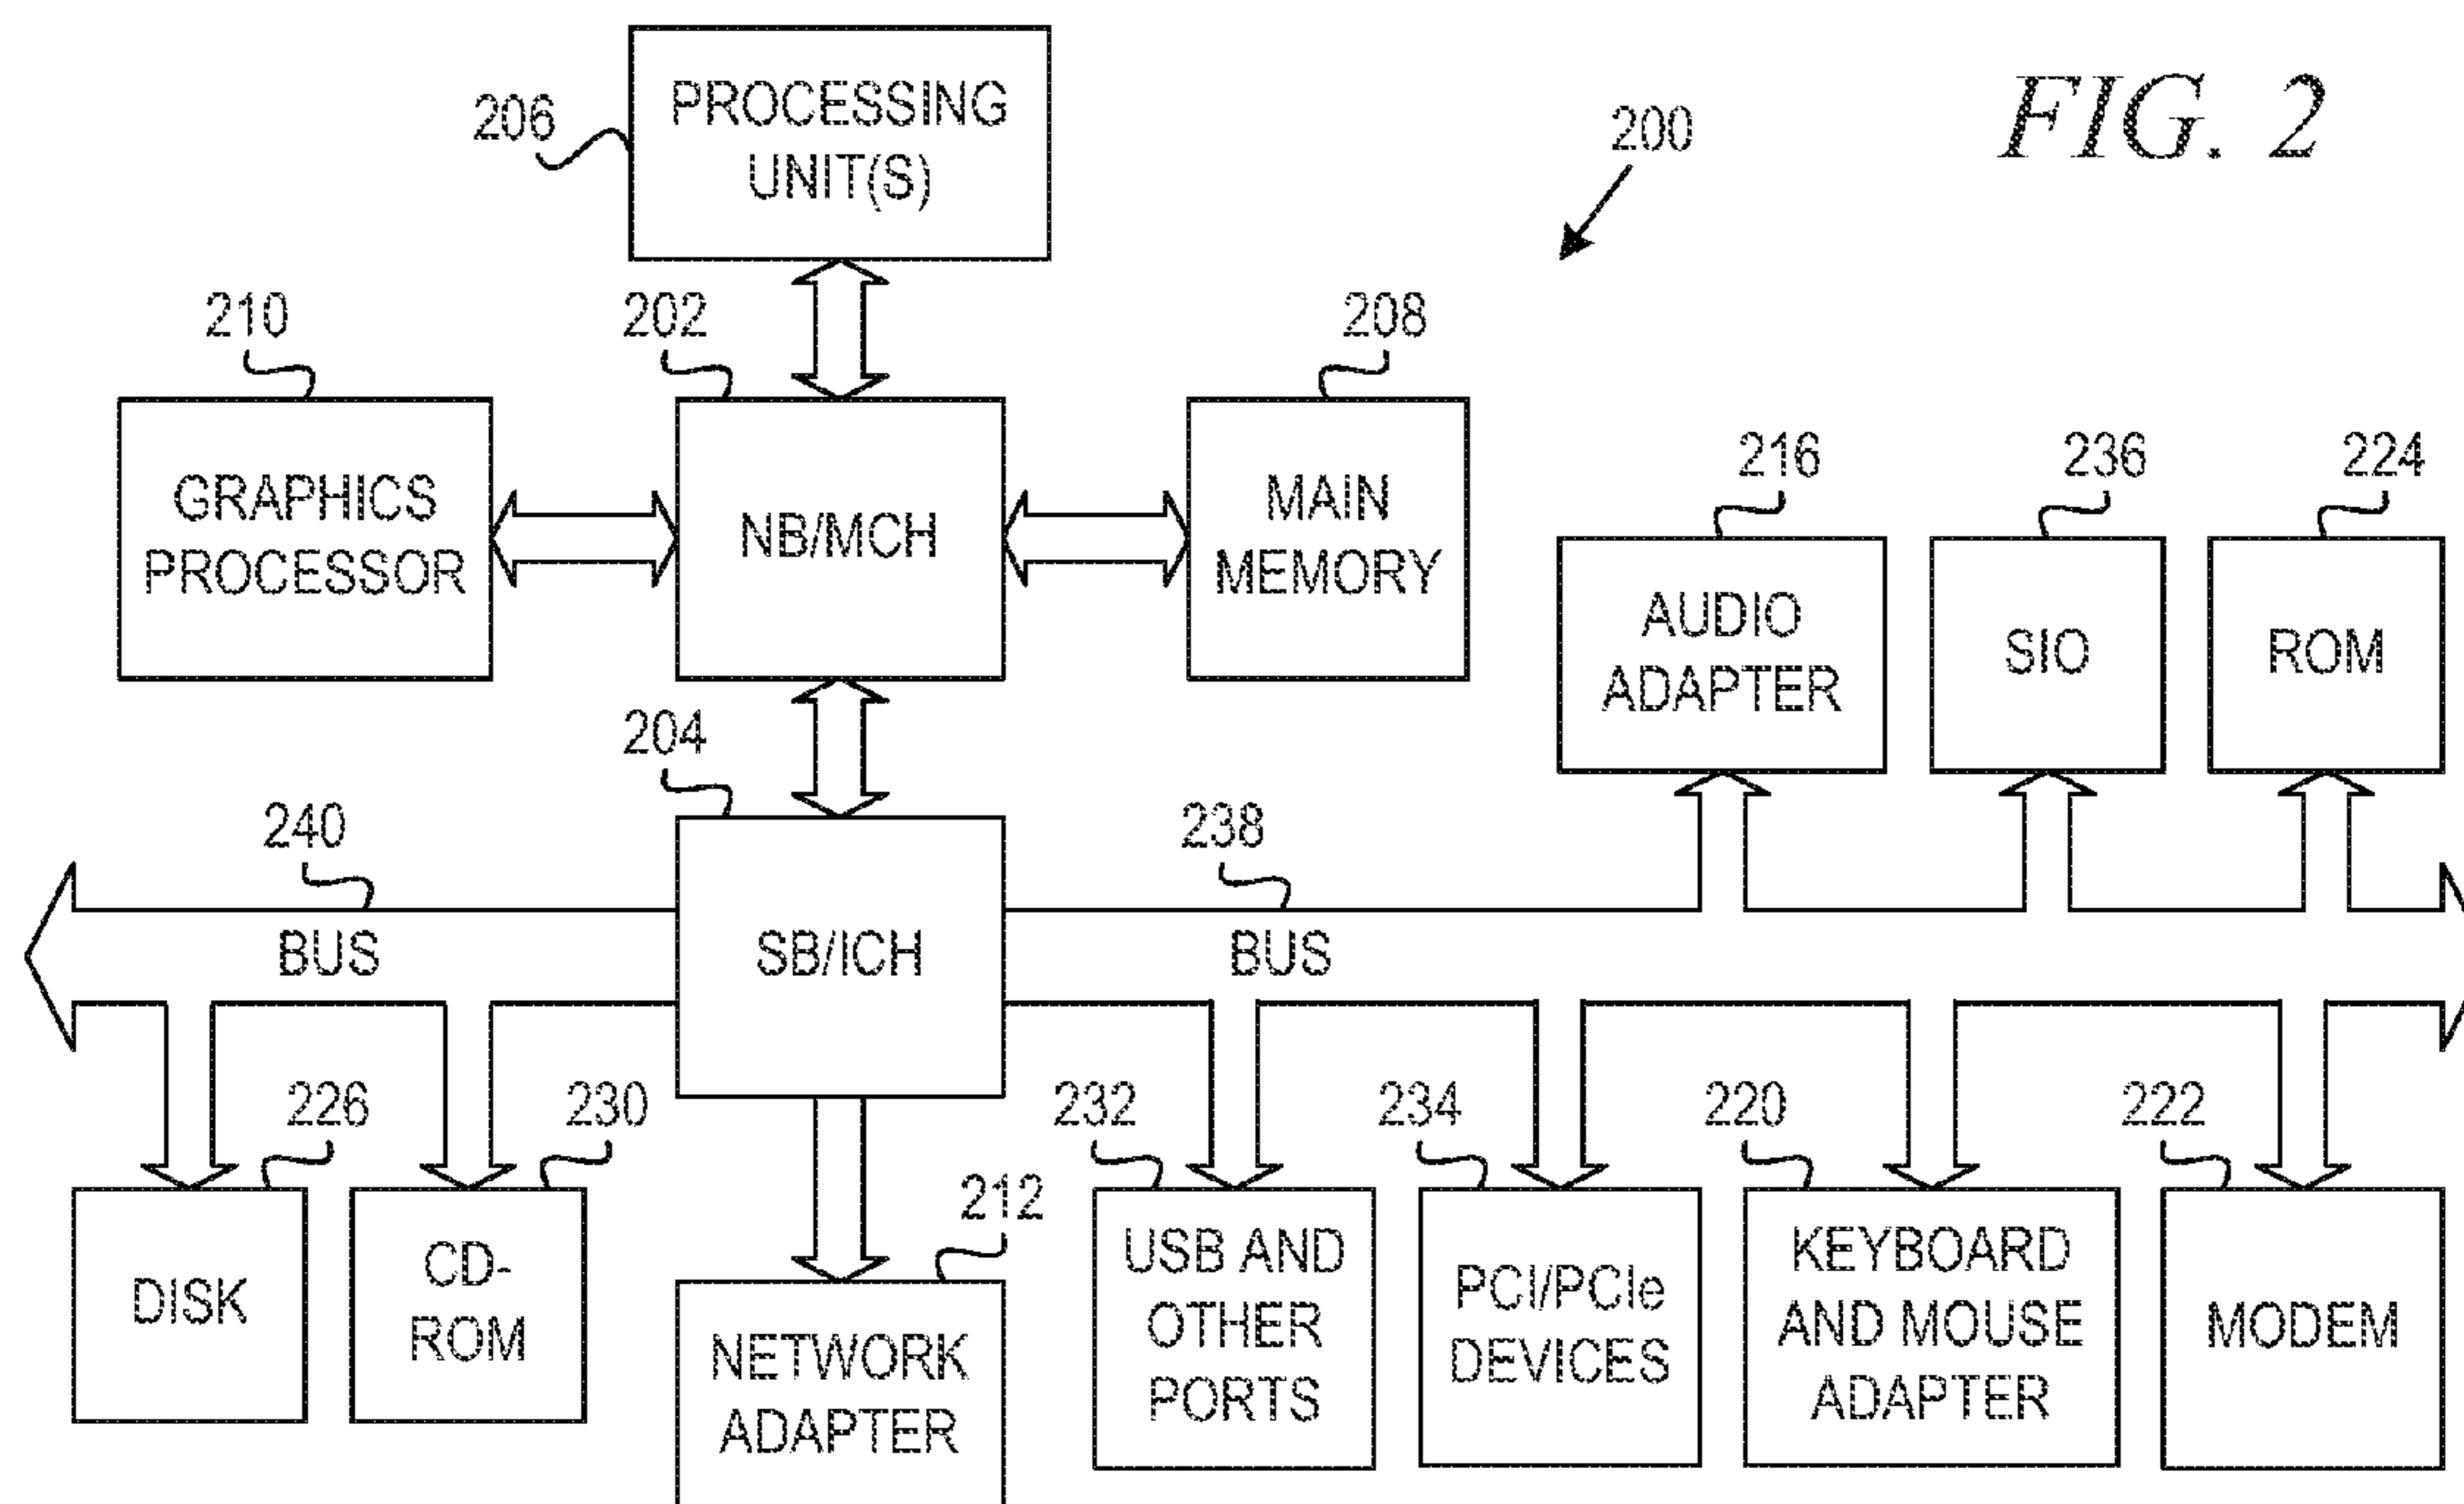 FIG. 2
200
206
PROCESSING
UNIT(S)
210
GRAPHICS
PROCESSOR
202
NB/MCH
208
MAIN
MEMORY
216
AUDIO
ADAPTER
236
SIO
224
ROM
204
SB/ICH
240
BUS
238
BUS
226
DISK
230
CD-
ROM
212
NETWORK
ADAPTER
232
USB AND
OTHER
PORTS
234
PCI/PCIe
DEVICES
220
KEYBOARD
AND MOUSE
ADAPTER
222
MODEM